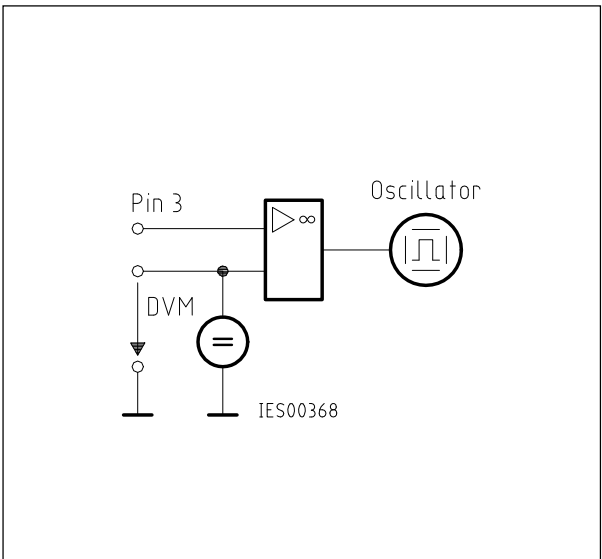 Oscillator
Pin 3
∞
DVM
=
IES00368